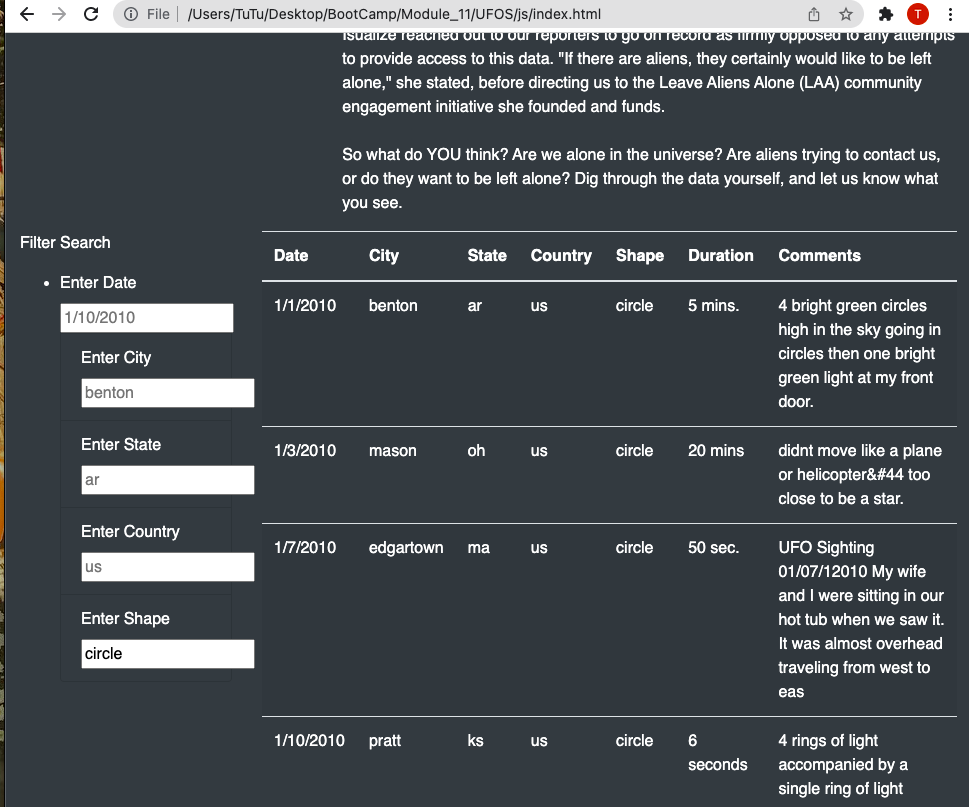 File /Users/TuTu/Desktop/BootCamp/Module_11/UFOS/js/index.html
T
isualize reached out to our reporters to go on record as firmly opposed to any attempts
to provide access to this data. "If there are aliens, they certainly would like to be left
alone," she stated, before directing us to the Leave Aliens Alone (LAA) community
engagement initiative she founded and funds.
So what do YOU think? Are we alone in the universe? Are aliens trying to contact us,
or do they want to be left alone? Dig through the data yourself, and let us know what
you see.
Filter Search
Enter Date
1/10/2010
Enter City
benton
Enter State
ar
Enter Country
us
Enter Shape
circle
Date City State Country Shape Duration Comments
1/1/2010 benton ar us circle 5 mins. 4 bright green circles
high in the sky going in
circles then one bright
green light at my front
door.
1/3/2010 mason oh us circle 20 mins didnt move like a plane
or helicopter&#44 too
close to be a star.
1/7/2010 edgartown ma us circle 50 sec. UFO Sighting
01/07/12010 My wife
and I were sitting in our
hot tub when we saw it.
It was almost overhead
traveling from west to
eas
1/10/2010 pratt ks us circle 6 4 rings of light
seconds accompanied by a
single ring of light